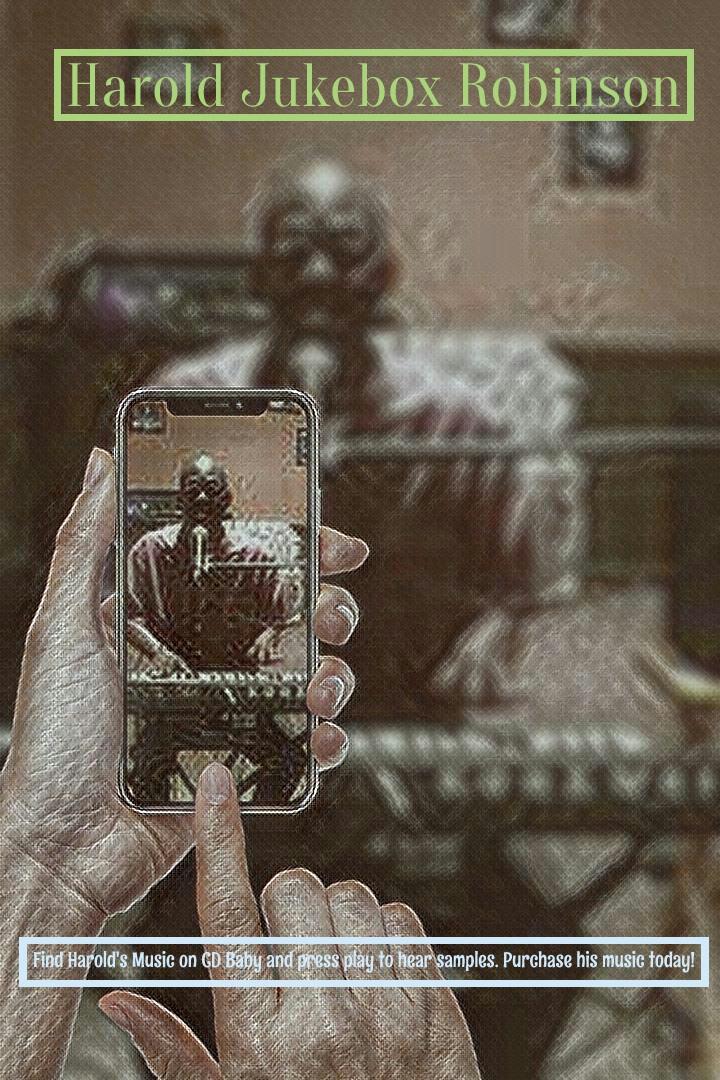 Harold Jukebox Robinson
Find Harold's Music on CD Baby and press play to hear samples. Purchase his music today!